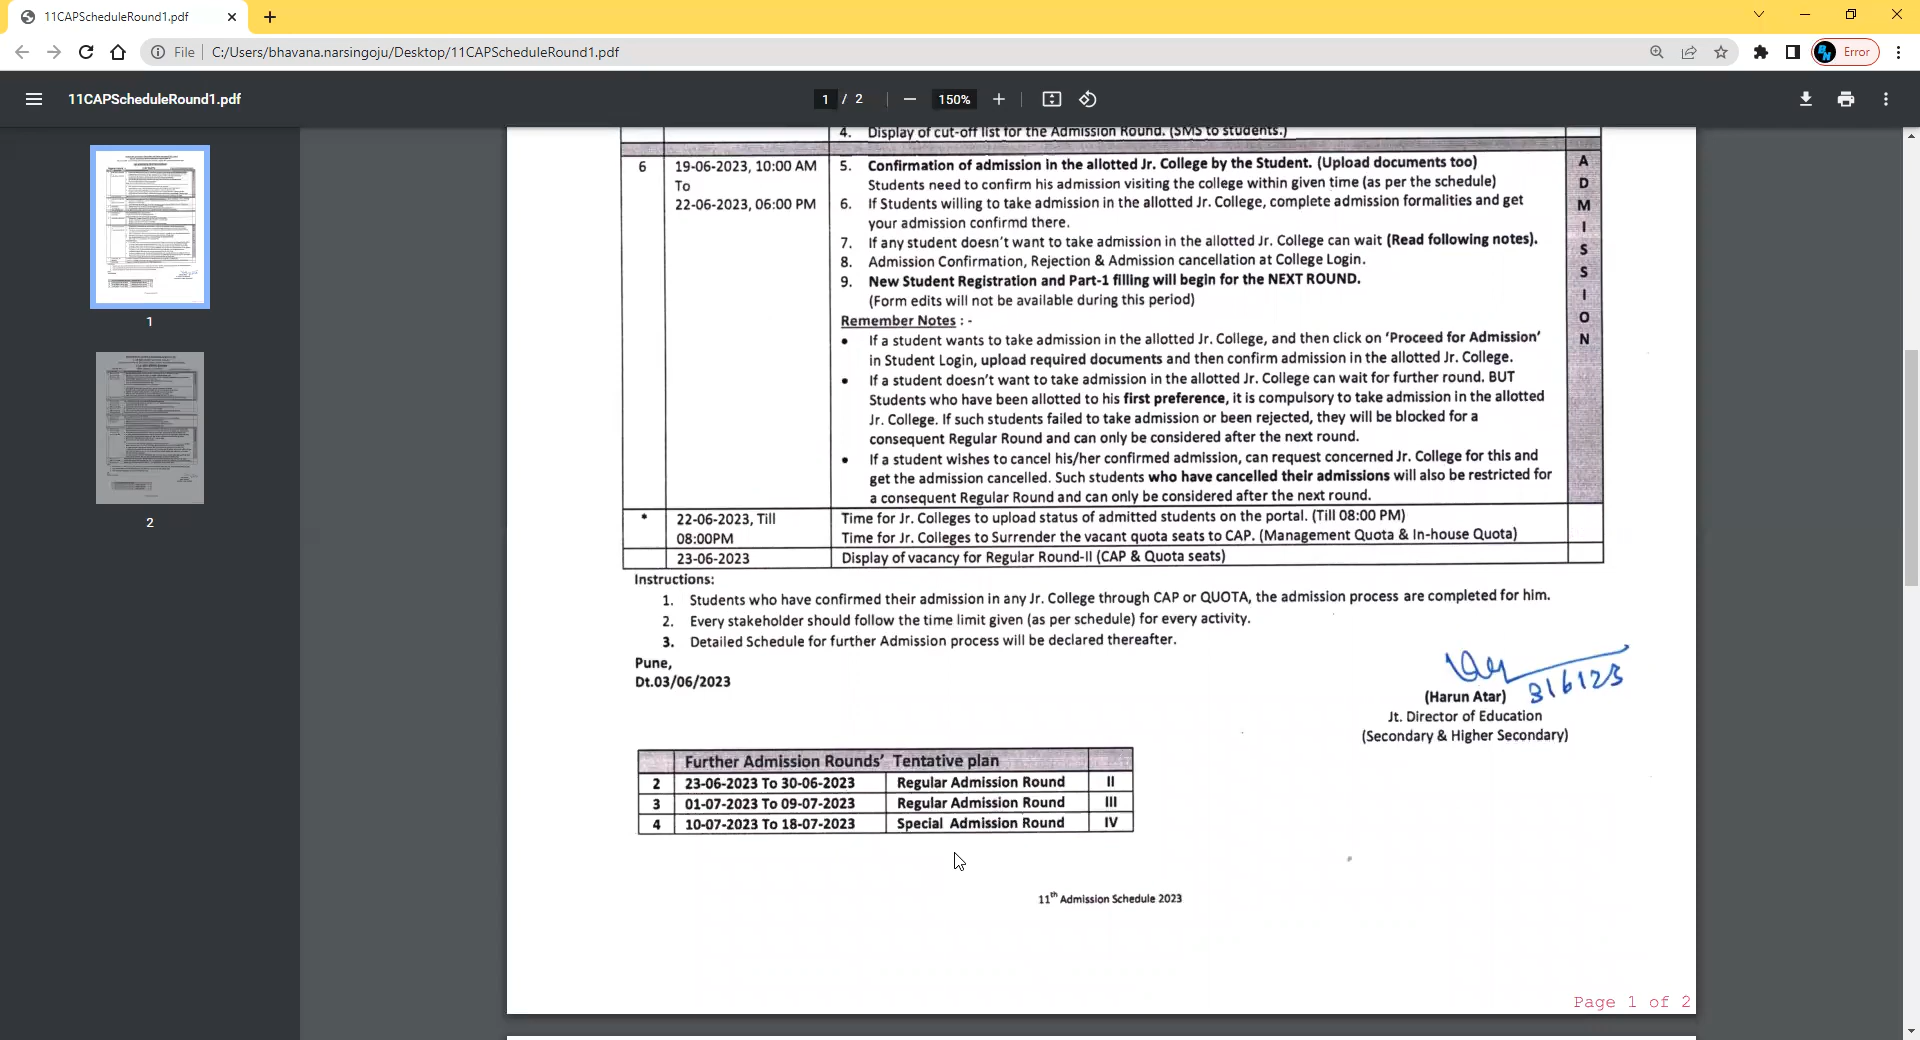 11CAPScheduleRound1.pdf
File
C:/Users/bhavana.narsingoju/Desktop/11CAPScheduleRound1.pdf
Error
11CAPScheduleRound1.pdf
1 / 2
150%
4. Display of cut-off list for the Admission Round. (SMS to students.)
6
19-06-2023, 10:00 AM
To
22-06-2023, 06:00 PM
5. Confirmation of admission in the allotted Jr. College by the Student. (Upload documents too)
Students need to confirm his admission visiting the college within given time (as per the schedule)
6. If Students willing to take admission in the allotted Jr. College, complete admission formalities and get
your admission confirmd there.
7. If any student doesn't want to take admission in the allotted Jr. College can wait (Read following notes).
8. Admission Confirmation, Rejection & Admission cancellation at College Login.
9. New Student Registration and Part-1 filling will begin for the NEXT ROUND.
(Form edits will not be available during this period)
Remember Notes : -
• If a student wants to take admission in the allotted Jr. College, and then click on 'Proceed for Admission'
in Student Login, upload required documents and then confirm admission in the allotted Jr. College.
• If a student doesn't want to take admission in the allotted Jr. College can wait for further round. BUT
Students who have been allotted to his first preference, it is compulsory to take admission in the allotted
Jr. College. If such students failed to take admission or been rejected, they will be blocked for a
consequent Regular Round and can only be considered after the next round.
• If a student wishes to cancel his/her confirmed admission, can request concerned Jr. College for this and
get the admission cancelled. Such students who have cancelled their admissions will also be restricted for
a consequent Regular Round and can only be considered after the next round.
A
D
M
I
S
S
I
O
N
*
22-06-2023, Till
08:00PM
Time for Jr. Colleges to upload status of admitted students on the portal. (Till 08:00 PM)
Time for Jr. Colleges to Surrender the vacant quota seats to CAP. (Management Quota & In-house Quota)
23-06-2023
Display of vacancy for Regular Round-II (CAP & Quota seats)
Instructions:
1. Students who have confirmed their admission in any Jr. College through CAP or QUOTA, the admission process are completed for him.
2. Every stakeholder should follow the time limit given (as per schedule) for every activity.
3. Detailed Schedule for further Admission process will be declared thereafter.
Pune,
Dt.03/06/2023
3/6/23
(Harun Atar)
Jt. Director of Education
(Secondary & Higher Secondary)
Further Admission Rounds' Tentative plan
2 23-06-2023 To 30-06-2023 Regular Admission Round II
3 01-07-2023 To 09-07-2023 Regular Admission Round III
4 10-07-2023 To 18-07-2023 Special Admission Round IV
11th Admission Schedule 2023
Page 1 of 2
1
2